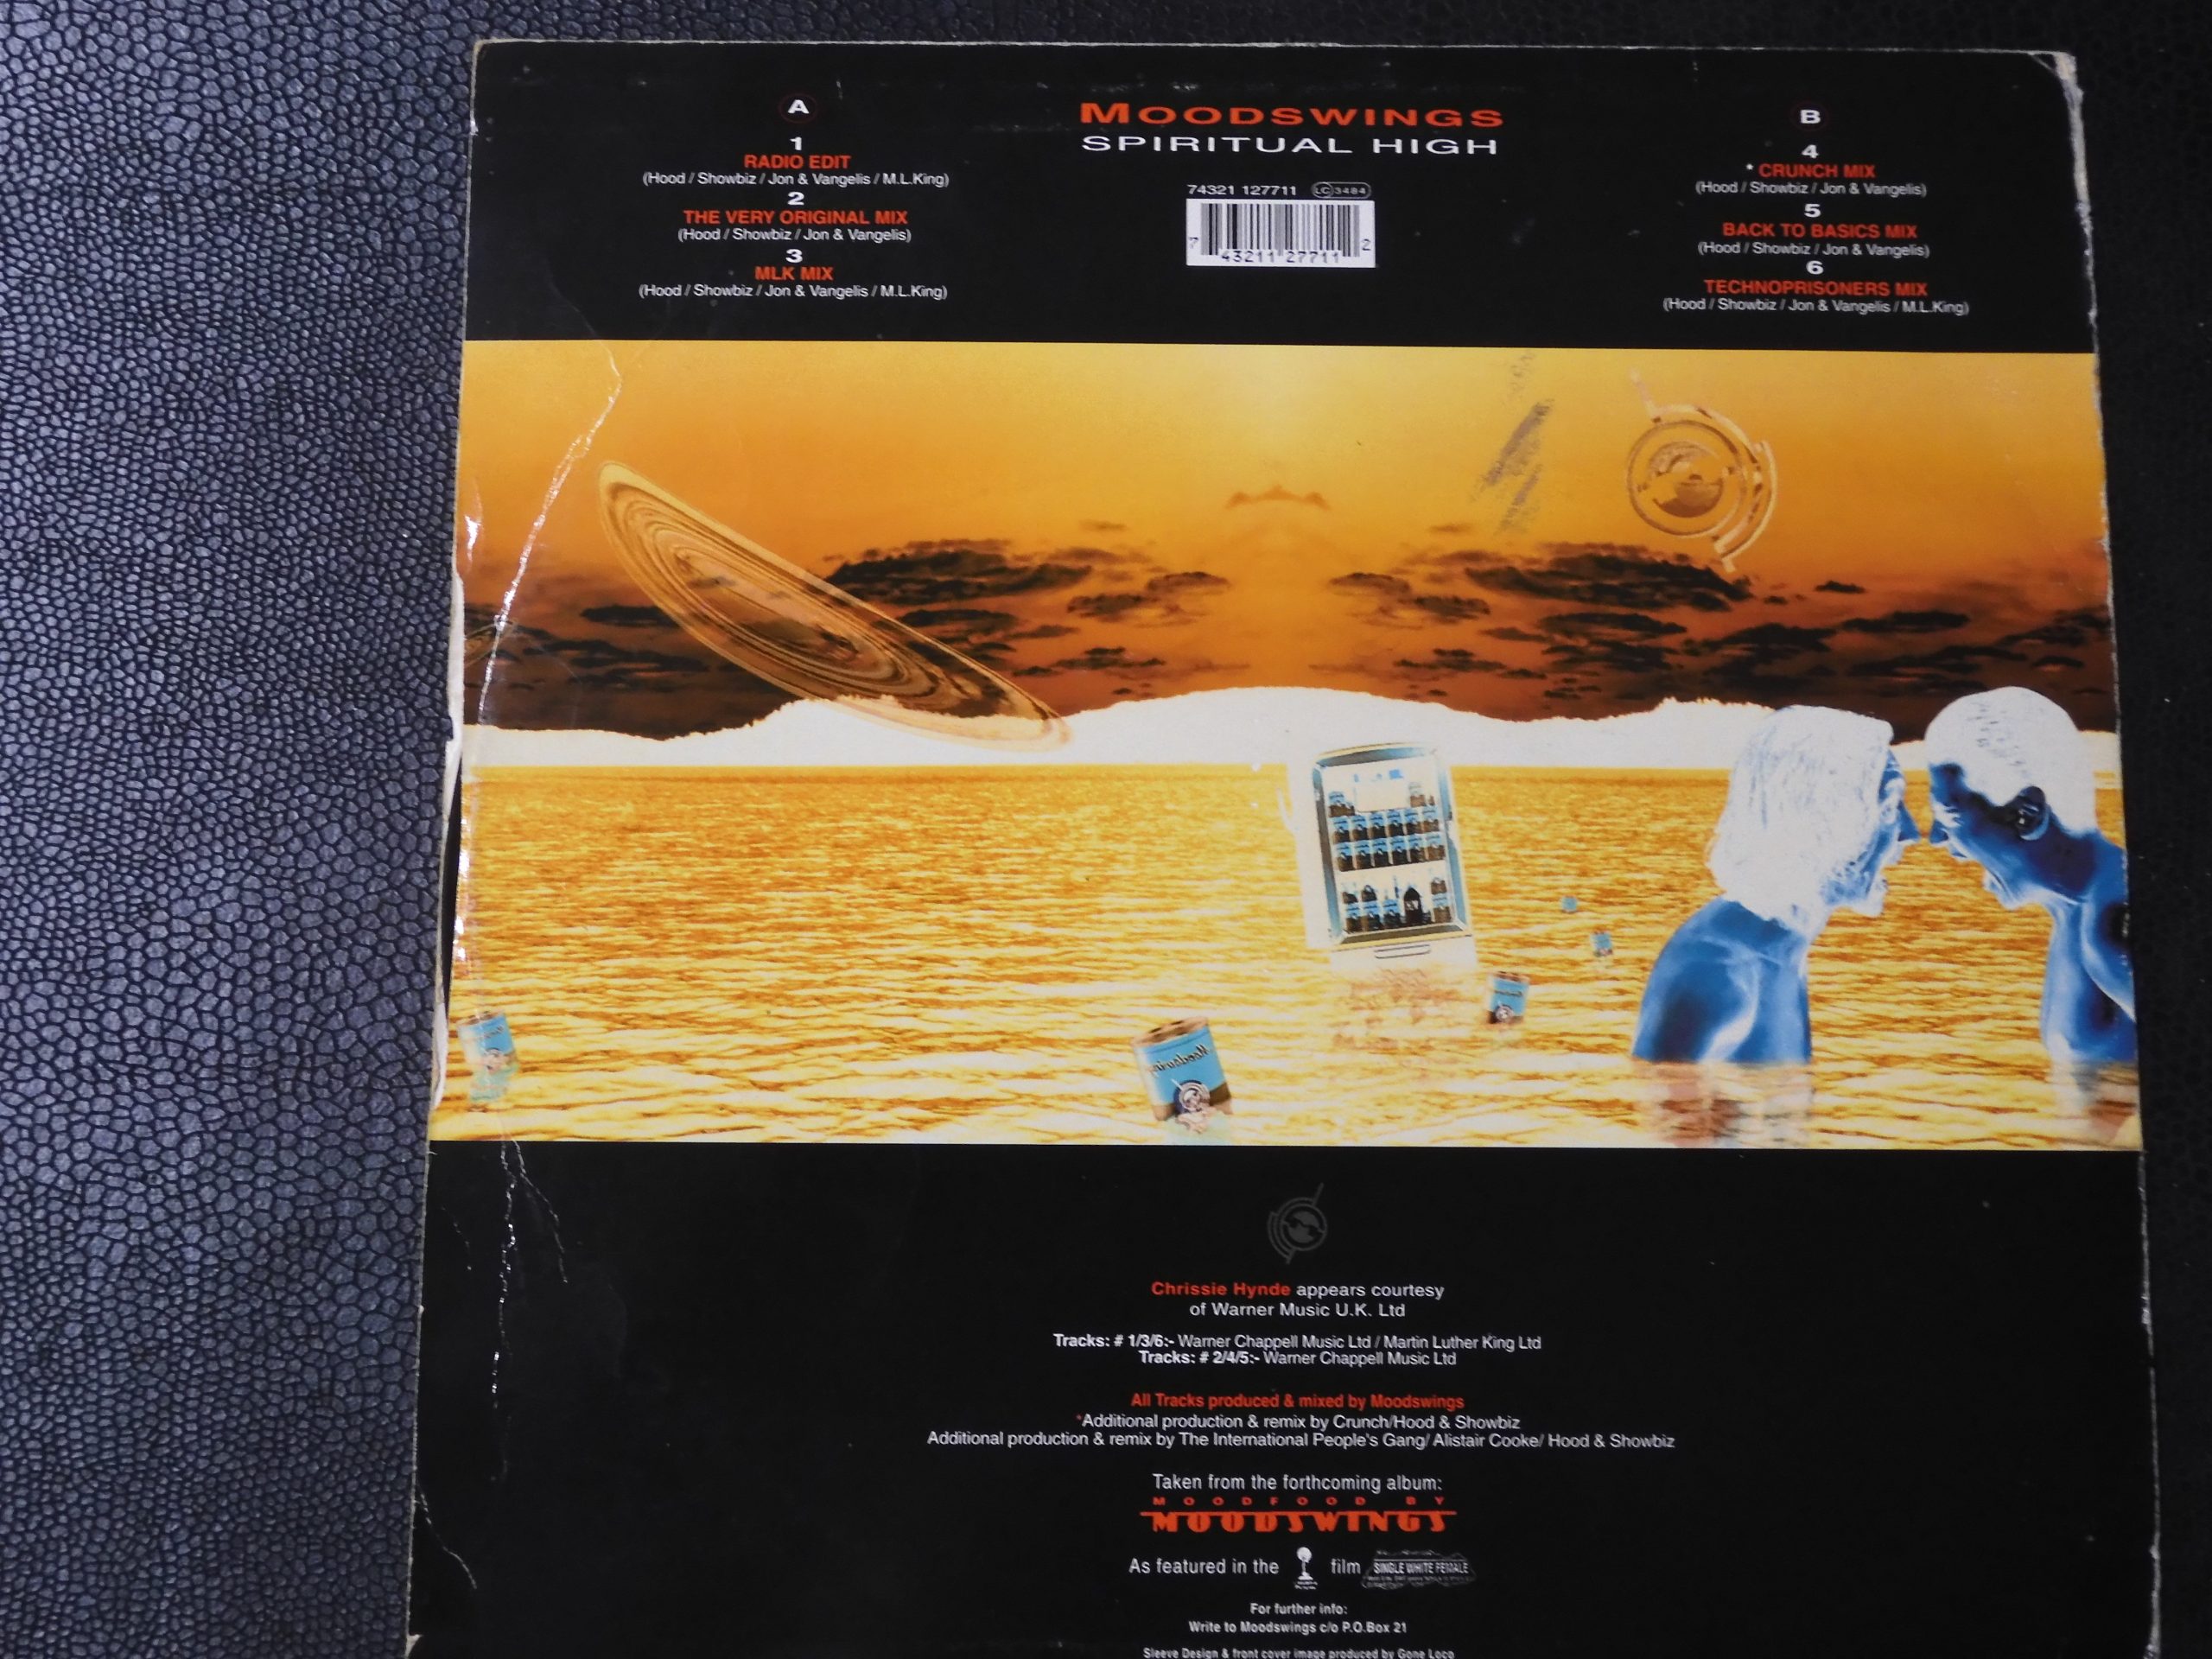 A
1
RADIO EDIT
(Hood / Showbiz / Jon & Vangelis / M.L.King)
2
THE VERY ORIGINAL MIX
(Hood / Showbiz / Jon & Vangelis)
3
MLK MIX
(Hood / Showbiz / Jon & Vangelis / M.L.King)
MOODSWINGS
SPIRITUAL HIGH
74321 127711 LC 3484
7 43211 27711 2
B
4
* CRUNCH MIX
(Hood / Showbiz / Jon & Vangelis)
5
BACK TO BASICS MIX
(Hood / Showbiz / Jon & Vangelis)
6
TECHNOPRISONERS MIX
(Hood / Showbiz / Jon & Vangelis / M.L.King)
Chrissie Hynde appears courtesy
of Warner Music U.K. Ltd
Tracks: # 1/3/6:- Warner Chappell Music Ltd / Martin Luther King Ltd
Tracks: # 2/4/5:- Warner Chappell Music Ltd
All Tracks produced & mixed by Moodswings
*Additional production & remix by Crunch/Hood & Showbiz
Additional production & remix by The International People's Gang/ Alistair Cooke/ Hood & Showbiz
Taken from the forthcoming album:
MOODFOOD BY
MOODSWINGS
As featured in the film SINGLE WHITE FEMALE
For further info:
Write to Moodswings c/o P.O.Box 21
Sleeve Design & front cover image produced by Gone Loco